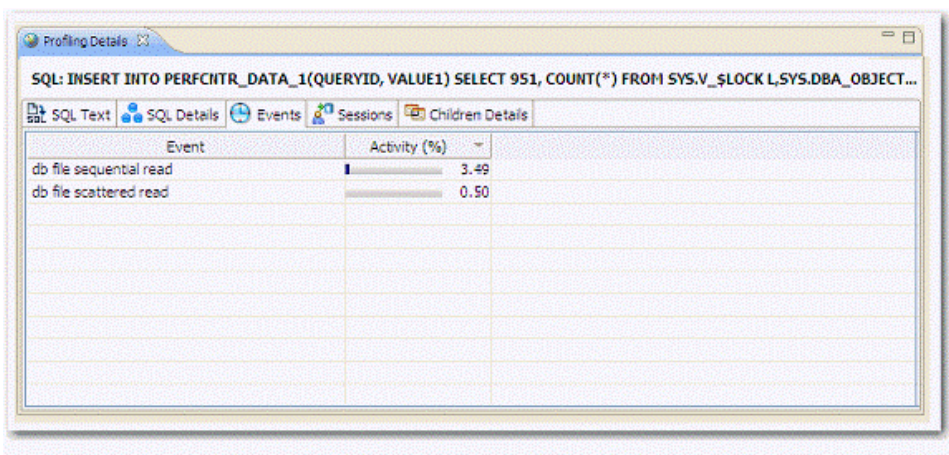 Profiling Details
SQL: INSERT INTO PERFCNTR_DATA_1(QUERYID, VALUE1) SELECT 951, COUNT(*) FROM SYS.V_$LOCK L,SYS.DBA_OBJECT...
SQL Text SQL Details Events Sessions Children Details
Event Activity (%)
db file sequential read 3.49
db file scattered read 0.50